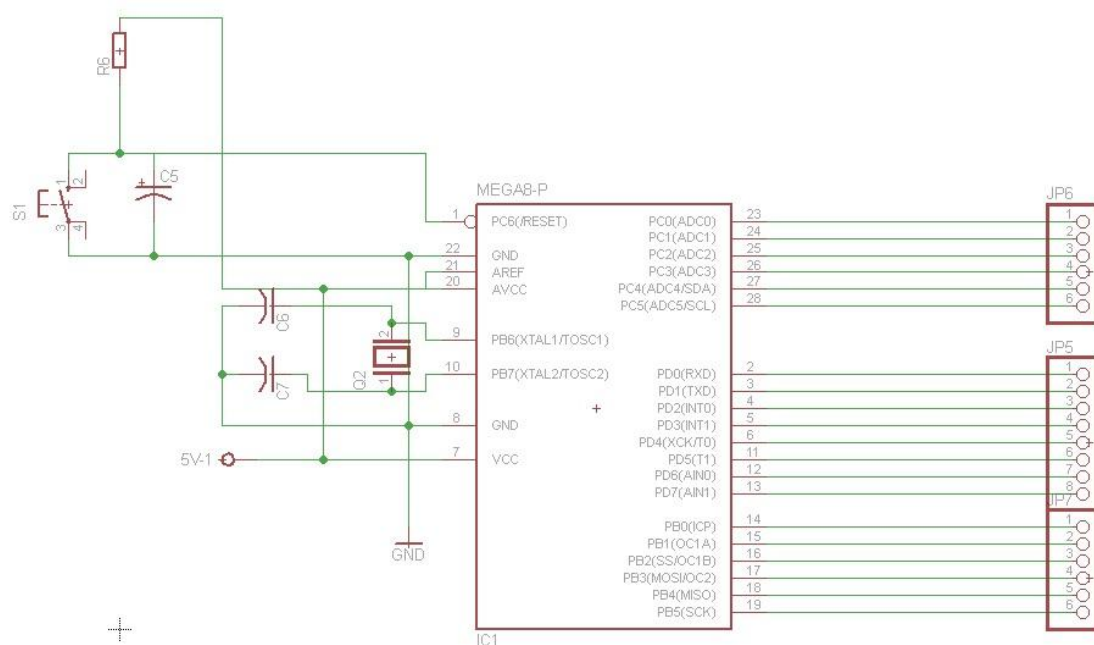 R6
S1
1
2
3
4
+
C5
MEGA8-P
1
PC6(/RESET)
22
GND
21
AREF
20
AVCC
9
PB6(XTAL1/TOSC1)
10
PB7(XTAL2/TOSC2)
8
GND
7
VCC
C6
C7
Q2
2
1
5V-1
GND
IC1
PC0(ADC0) 23
PC1(ADC1) 24
PC2(ADC2) 25
PC3(ADC3) 26
PC4(ADC4/SDA) 27
PC5(ADC5/SCL) 28
PD0(RXD) 2
PD1(TXD) 3
PD2(INT0) 4
PD3(INT1) 5
PD4(XCK/T0) 6
PD5(T1) 11
PD6(AIN0) 12
PD7(AIN1) 13
PB0(ICP) 14
PB1(OC1A) 15
PB2(SS/OC1B) 16
PB3(MOSI/OC2) 17
PB4(MISO) 18
PB5(SCK) 19
JP6
1
2
3
4
5
6
JP5
1
2
3
4
5
6
7
8
JP7
1
2
3
4
5
6